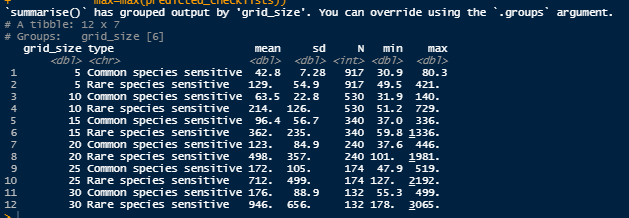 + max=max(predicted_checklists))
`summarise()` has grouped output by 'grid_size'. You can override using the `.groups` argument.
# A tibble: 12 x 7
# Groups: grid_size [6]
grid_size type mean sd N min max
<dbl> <chr> <dbl> <dbl> <int> <dbl> <dbl>
1 5 Common species sensitive 42.8 7.28 917 30.9 80.3
2 5 Rare species sensitive 129. 54.9 917 49.5 421.
3 10 Common species sensitive 63.5 22.8 530 31.9 140.
4 10 Rare species sensitive 214. 126. 530 51.2 729.
5 15 Common species sensitive 96.4 56.7 340 37.0 336.
6 15 Rare species sensitive 362. 235. 340 59.8 1336.
7 20 Common species sensitive 123. 84.9 240 37.6 446.
8 20 Rare species sensitive 498. 357. 240 101. 1981.
9 25 Common species sensitive 172. 105. 174 47.9 519.
10 25 Rare species sensitive 712. 499. 174 127. 2192.
11 30 Common species sensitive 176. 88.9 132 55.3 499.
12 30 Rare species sensitive 946. 656. 132 178. 3065.
>